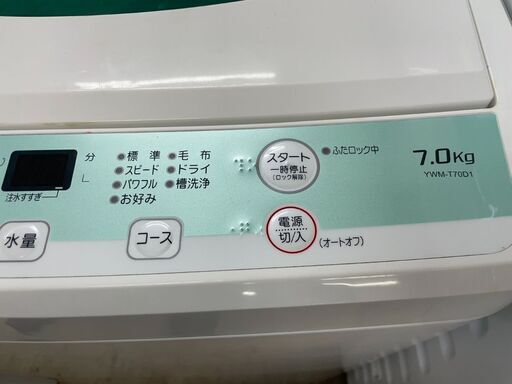 分
L
注水すすぎ
●標準 ●毛布
●スピード ●ドライ
●パワフル ●槽洗浄
●お好み
スタート
一時停止
(ロック解除)
●ふたロック中
7.0kg
YWM-T70D1
水量
コース
電源
切/入
(オートオフ)